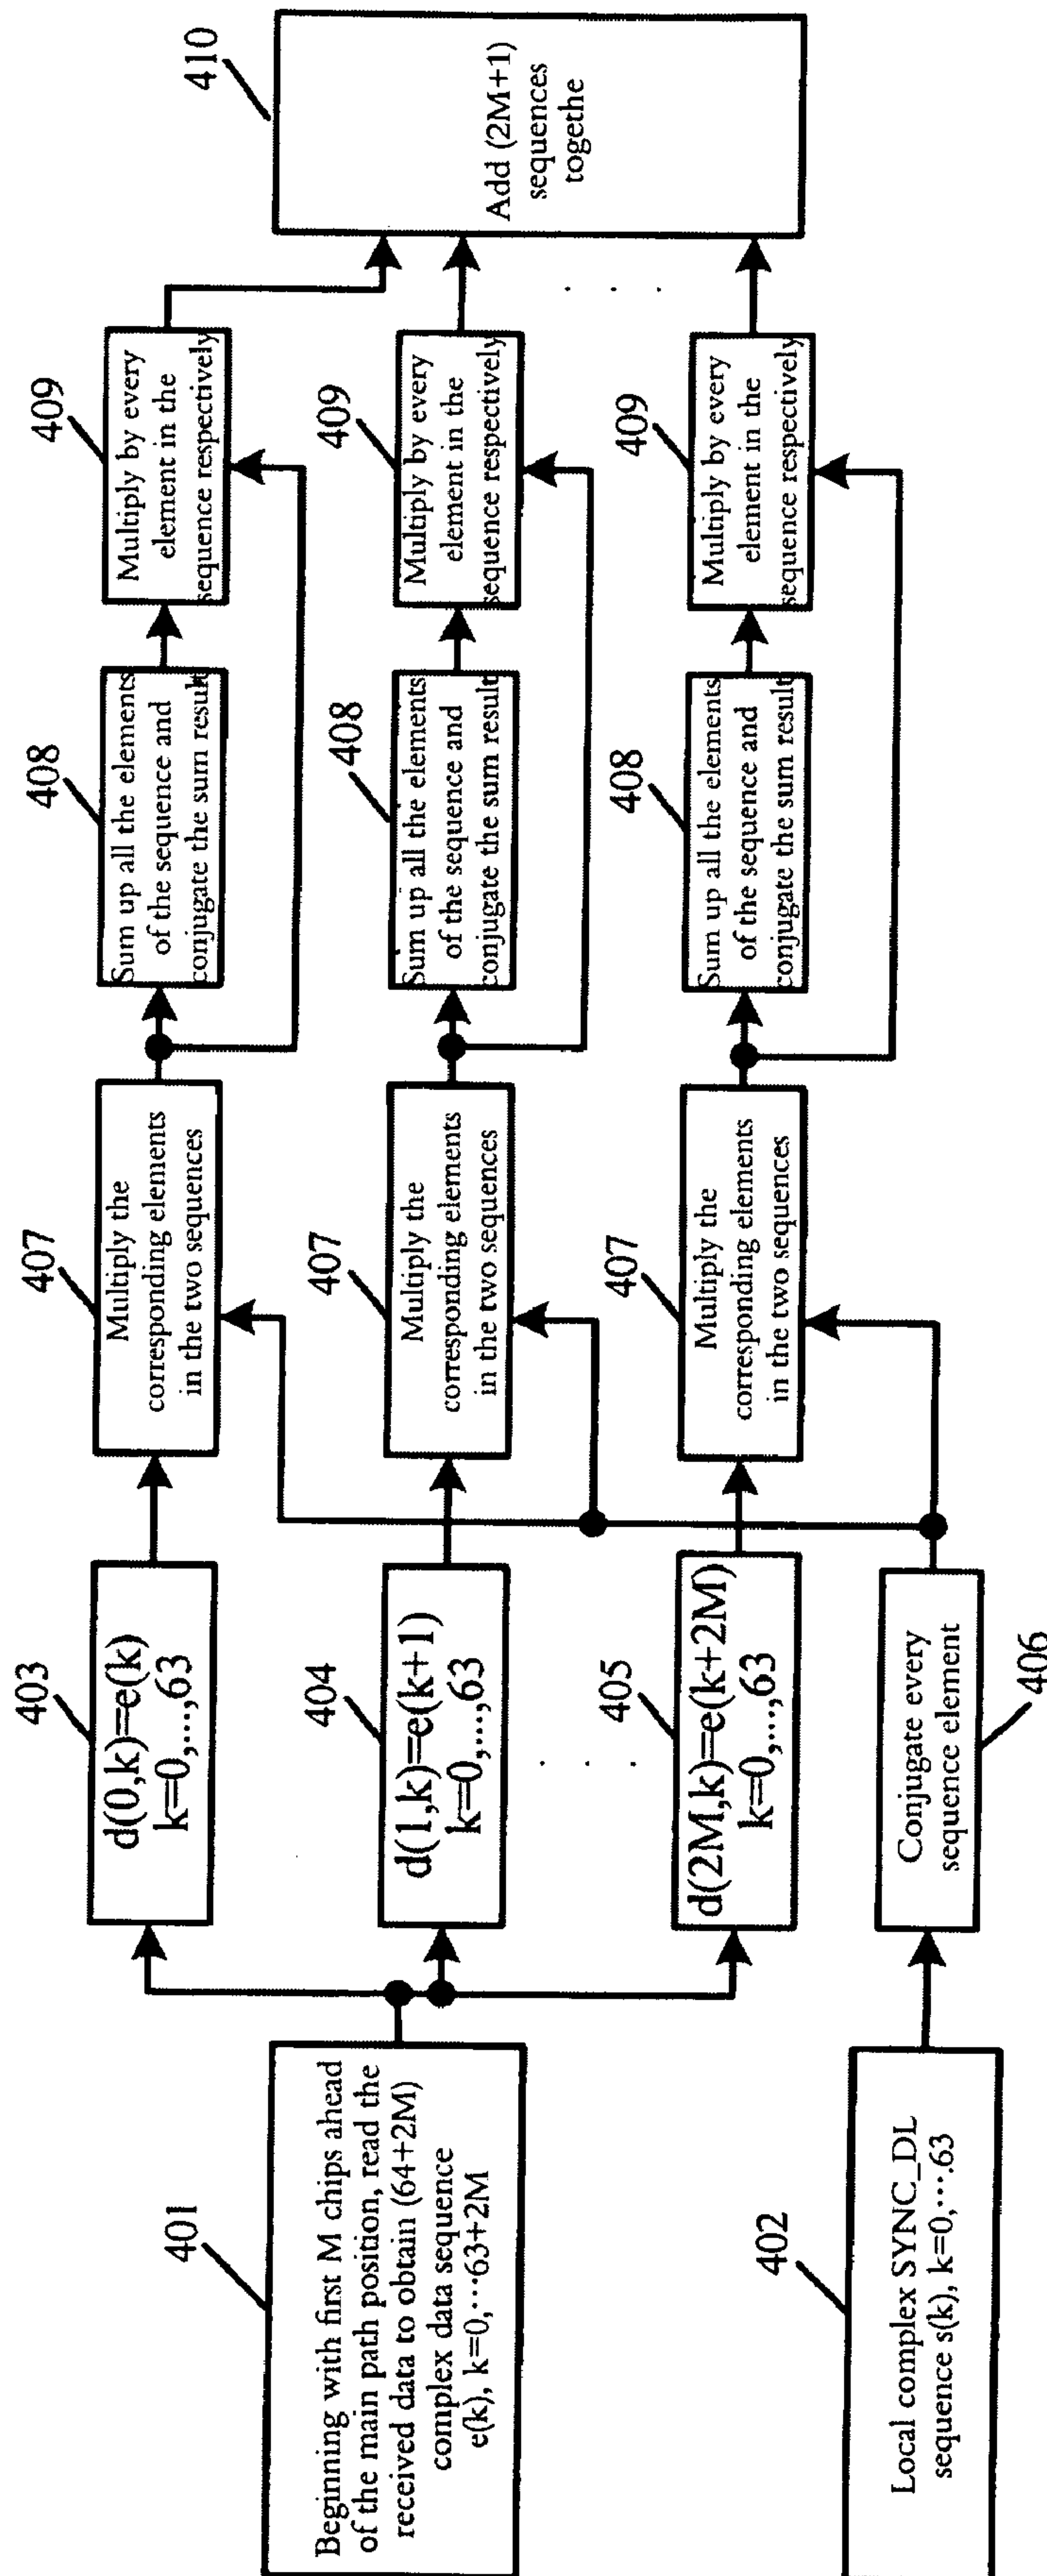 401
Beginning with first M chips ahead
of the main path position, read the
received data to obtain (64+2M)
complex data sequence
e(k), k=0,⋯63+2M
402
Local complex SYNC_DL
sequence s(k), k=0,⋯.63
403
d(0,k)=e(k)
k=0,...,63
404
d(1,k)=e(k+1)
k=0,...,63
. . .
405
d(2M,k)=e(k+2M)
k=0,...,63
Conjugate every
sequence element
406
407
Multiply the
corresponding elements
in the two sequences
407
Multiply the
corresponding elements
in the two sequences
407
Multiply the
corresponding elements
in the two sequences
408
Sum up all the elements
of the sequence and
conjugate the sum result
408
Sum up all the elements
of the sequence and
conjugate the sum result
408
Sum up all the elements
of the sequence and
conjugate the sum result
409
Multiply by every
element in the
sequence respectively
409
Multiply by every
element in the
sequence respectively
. . .
409
Multiply by every
element in the
sequence respectively
410
Add (2M+1)
sequences
togethe